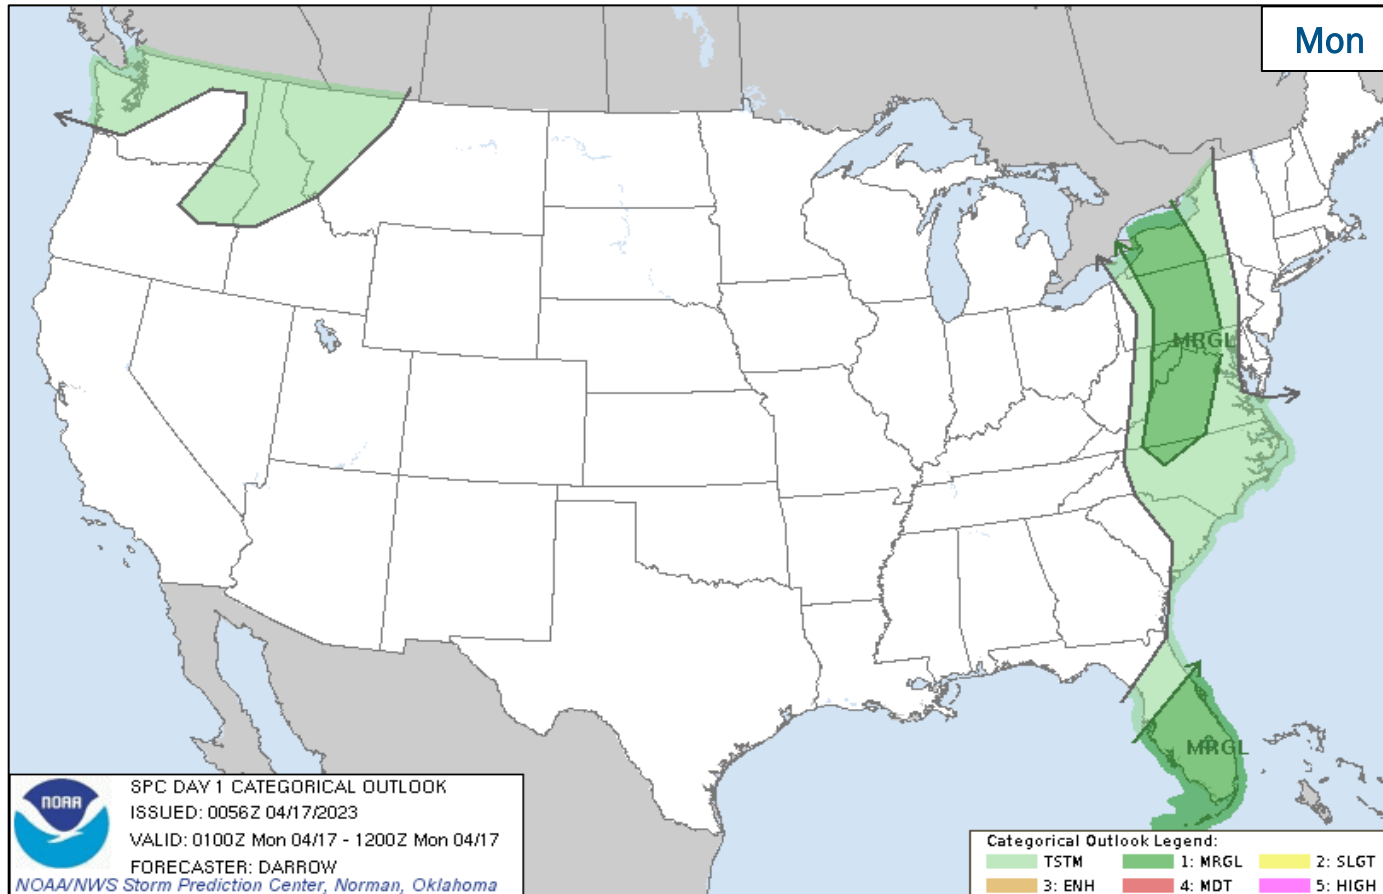 Mon
MRGL
MRGL
NOAA
SPC DAY 1 CATEGORICAL OUTLOOK
ISSUED: 0056Z 04/17/2023
VALID: 0100Z Mon 04/17 - 1200Z Mon 04/17
FORECASTER: DARROW
NOAA/NWS Storm Prediction Center, Norman, Oklahoma
Categorical Outlook Legend:
TSTM 1: MRGL 2: SLGT
3: ENH 4: MDT 5: HIGH